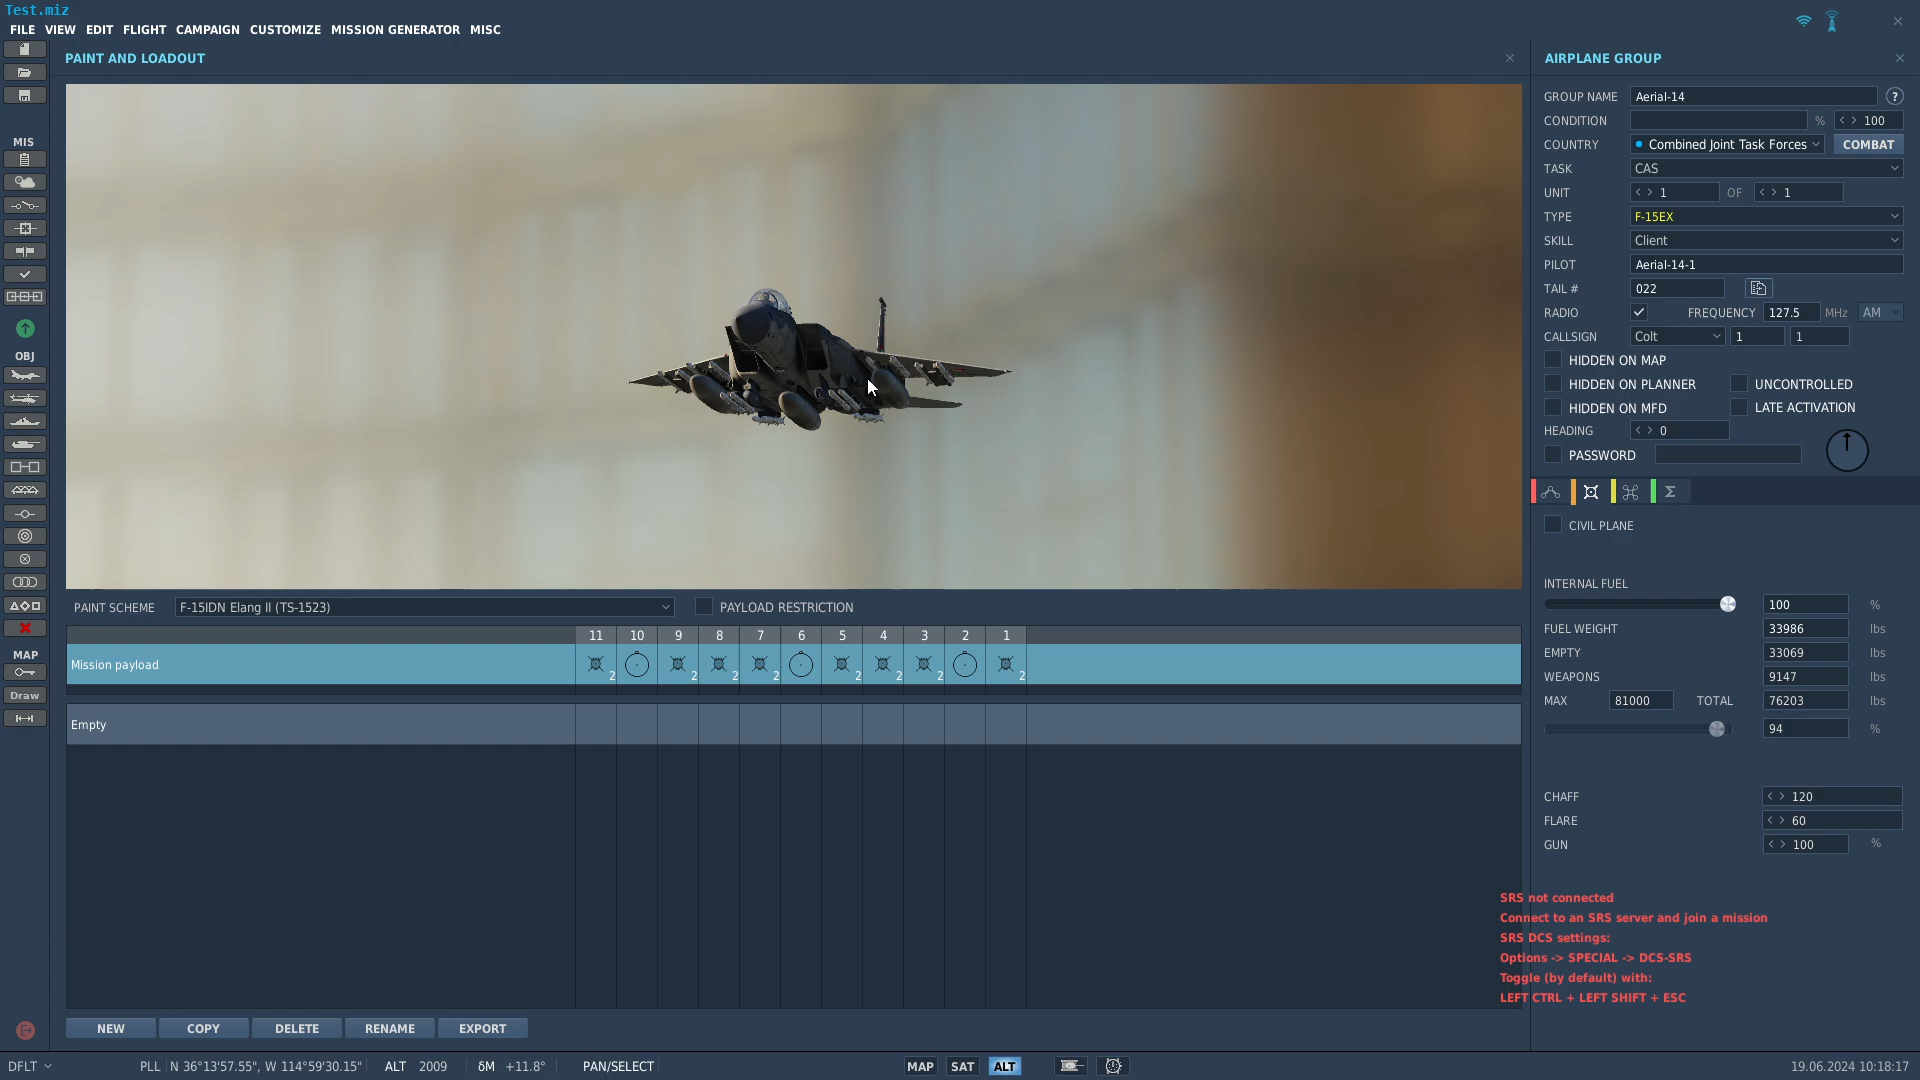 Test.miz
FILE VIEW EDIT FLIGHT CAMPAIGN CUSTOMIZE MISSION GENERATOR MISC
PAINT AND LOADOUT
AIRPLANE GROUP
GROUP NAME Aerial-14 ?
CONDITION % < > 100
COUNTRY Combined Joint Task Forces COMBAT
TASK CAS
UNIT < > 1 OF < > 1
TYPE F-15EX
SKILL Client
PILOT Aerial-14-1
TAIL # 022
RADIO FREQUENCY 127.5 MHz AM
CALLSIGN Colt 1 1
HIDDEN ON MAP
HIDDEN ON PLANNER UNCONTROLLED
HIDDEN ON MFD LATE ACTIVATION
HEADING < > 0
PASSWORD
CIVIL PLANE
INTERNAL FUEL
100 %
FUEL WEIGHT 33986 lbs
EMPTY 33069 lbs
WEAPONS 9147 lbs
MAX 81000 TOTAL 76203 lbs
94 %
CHAFF < > 120
FLARE < > 60
GUN < > 100 %
MIS
OBJ
MAP
Draw
PAINT SCHEME F-15IDN Elang II (TS-1523) PAYLOAD RESTRICTION
11 10 9 8 7 6 5 4 3 2 1
Mission payload 2 2 2 2 2 2 2 2
Empty
SRS not connected
Connect to an SRS server and join a mission
SRS DCS settings:
Options -> SPECIAL -> DCS-SRS
Toggle (by default) with:
LEFT CTRL + LEFT SHIFT + ESC
NEW COPY DELETE RENAME EXPORT
DFLT PLL N 36°13'57.55", W 114°59'30.15" ALT 2009 δM +11.8° PAN/SELECT MAP SAT ALT 19.06.2024 10:18:17